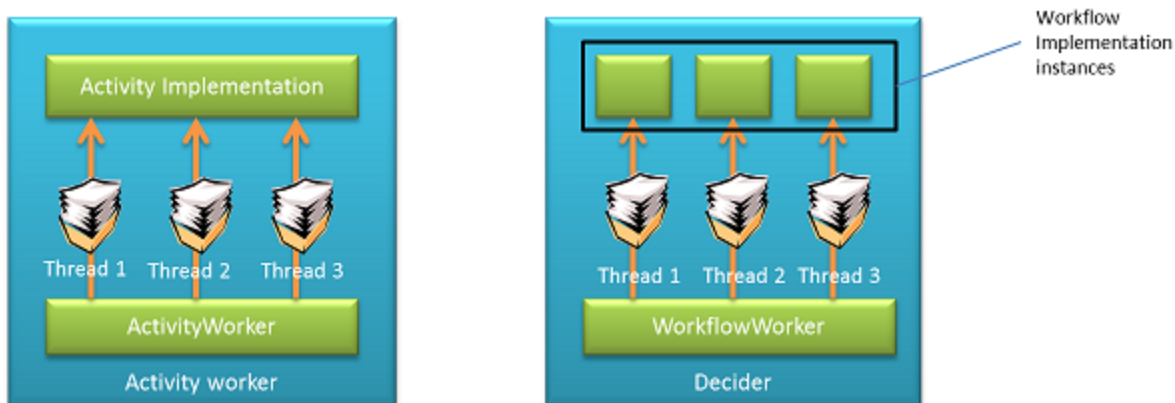 Activity Implementation
Thread 1
Thread 2
Thread 3
ActivityWorker
Activity worker
Workflow
Implementation
instances
Thread 1
Thread 2
Thread 3
WorkflowWorker
Decider